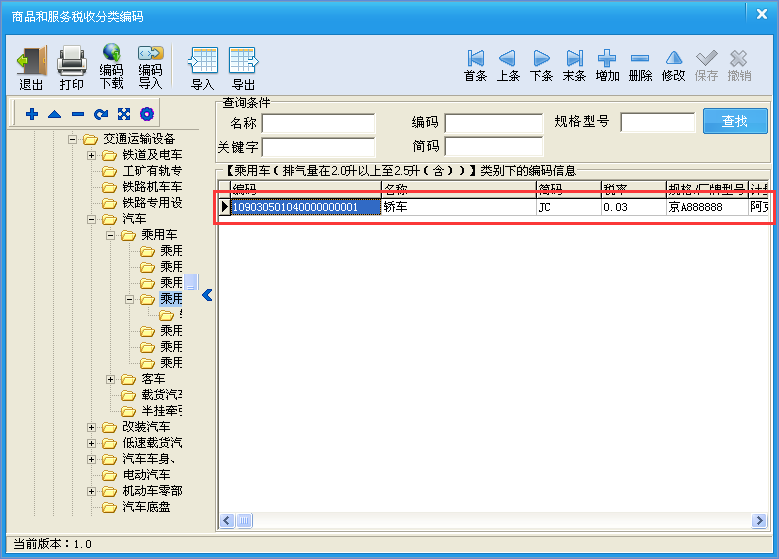 商品和服务税收分类编码
退出 打印 编码下载 编码导入 导入 导出 首条 上条 下条 末条 增加 删除 修改 保存 撤销
查询条件
名称 编码 规格型号 查找
关键字 简码
交通运输设备
铁道及电车
工矿有轨专
铁路机车车
铁路专用设
汽车
乘用车
乘用
乘用
乘用
乘用
乘用
乘用
乘用
客车
载货汽车
半挂牵引
改装汽车
低速载货汽
汽车车身、
电动汽车
机动车零部
汽车底盘
【乘用车(排气量在2.0升以上至2.5升(含))】类别下的编码信息
编码 名称 简码 税率 规格/厂牌型号
109030501040000000001 轿车 JC 0.03 京A888888
当前版本:1.0